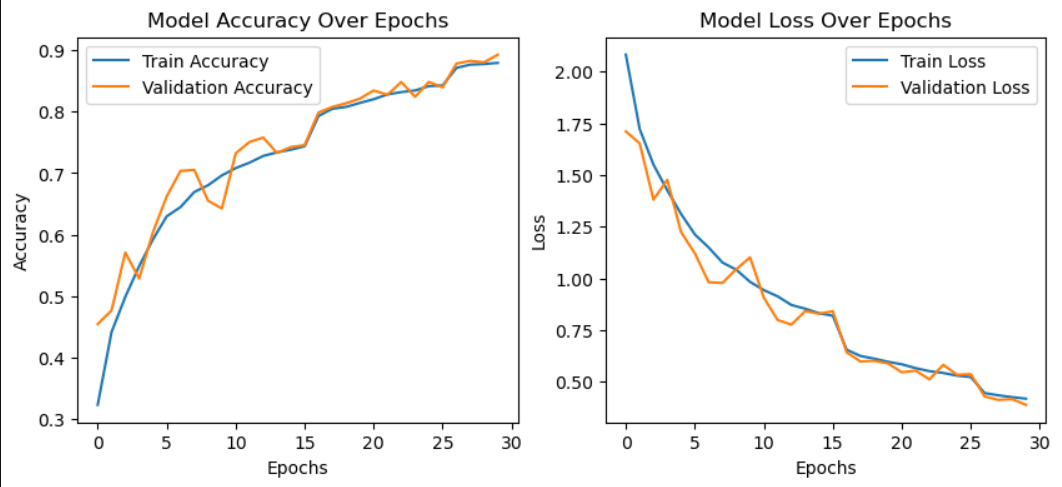 Model Accuracy Over Epochs
Train Accuracy
Validation Accuracy
Accuracy
0.9
0.8
0.7
0.6
0.5
0.4
0.3
0 5 10 15 20 25 30
Epochs
Model Loss Over Epochs
Train Loss
Validation Loss
Loss
2.00
1.75
1.50
1.25
1.00
0.75
0.50
0 5 10 15 20 25 30
Epochs